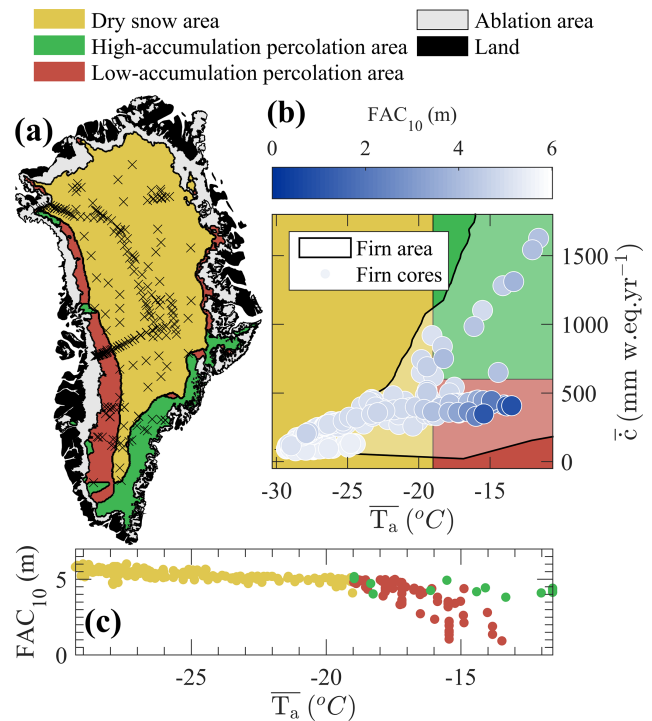 Dry snow area
High-accumulation percolation area
Low-accumulation percolation area
Ablation area
Land
(a)
(b)
FAC10 (m)
0 2 4 6
Firn area
Firn cores
1500
1000
500
0
c̄̇ (mm w.eq.yr−1)
-30 -25 -20 -15
T̅a̅ (oC)
FAC10 (m)
5
0
(c)
-25 -20 -15
T̅a̅ (oC)